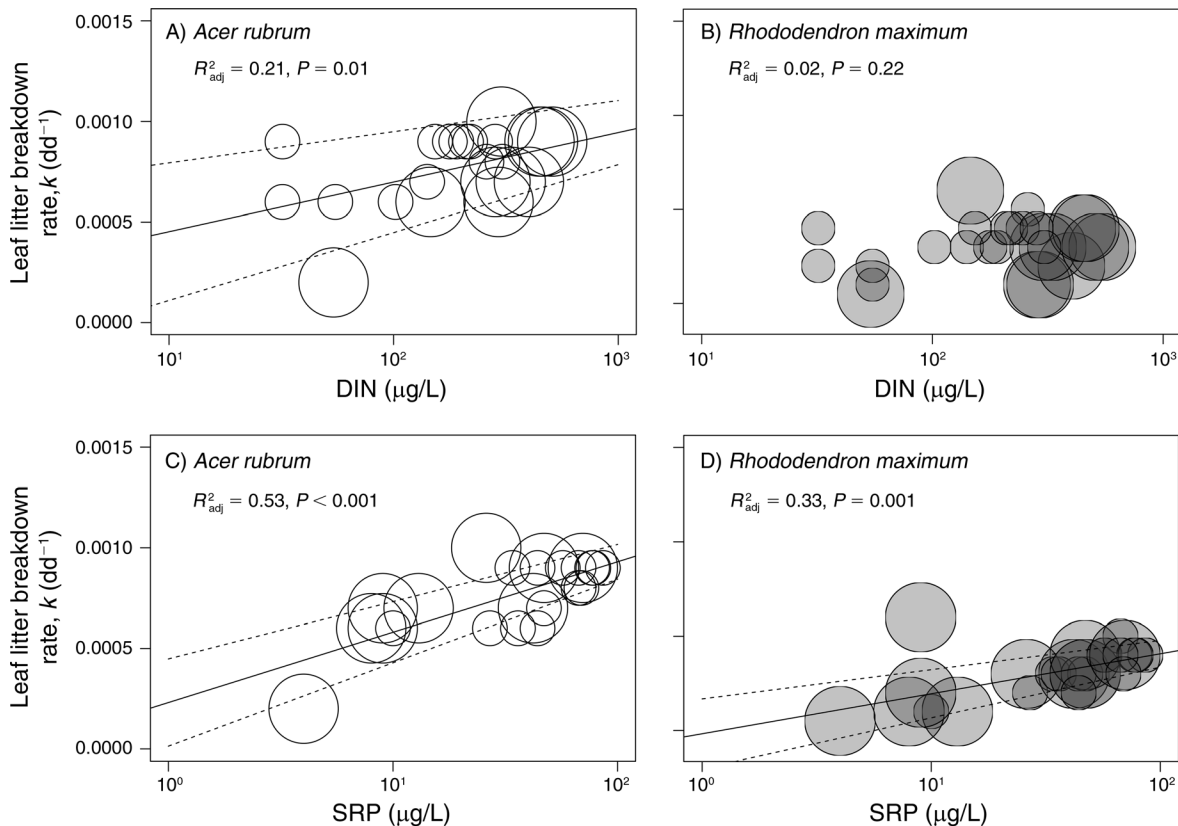 A) Acer rubrum
R²adj = 0.21, P = 0.01
Leaf litter breakdown
rate, k (dd⁻¹)
0.0015
0.0010
0.0005
0.0000
10¹
10²
10³
DIN (μg/L)
B) Rhododendron maximum
R²adj = 0.02, P = 0.22
10¹
10²
10³
DIN (μg/L)
C) Acer rubrum
R²adj = 0.53, P < 0.001
Leaf litter breakdown
rate, k (dd⁻¹)
0.0015
0.0010
0.0005
0.0000
10⁰
10¹
10²
SRP (μg/L)
D) Rhododendron maximum
R²adj = 0.33, P = 0.001
10⁰
10¹
10²
SRP (μg/L)